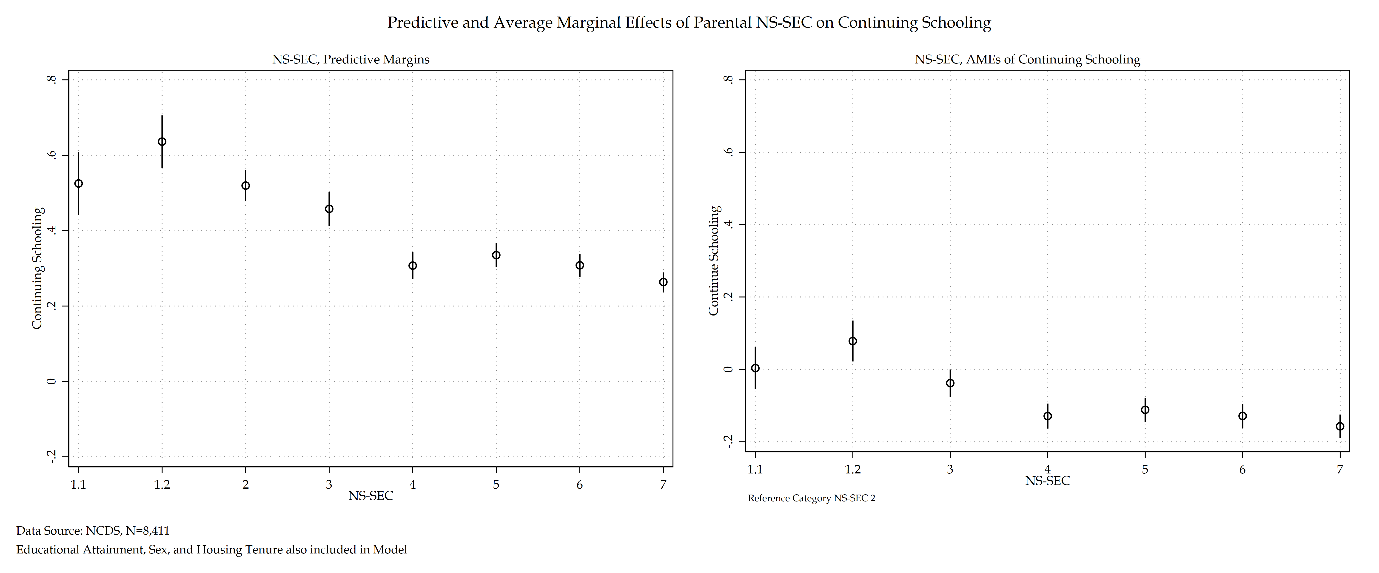 Predictive and Average Marginal Effects of Parental NS-SEC on Continuing Schooling
NS-SEC, Predictive Margins
Continuing Schooling
.8
.6
.4
.2
0
-.2
1.1 1.2 2 3 4 5 6 7
NS-SEC
NS-SEC, AMEs of Continuing Schooling
Continue Schooling
.8
.6
.4
.2
0
-.2
1.1 1.2 3 4 5 6 7
NS-SEC
Reference Category NS-SEC 2
Data Source: NCDS, N=8,411
Educational Attainment, Sex, and Housing Tenure also included in Model